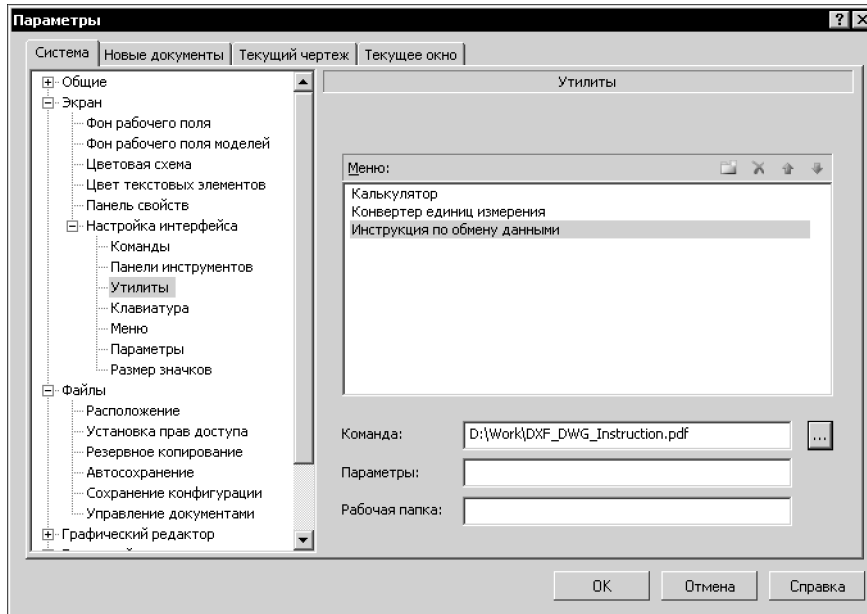 Параметры
Система Новые документы Текущий чертеж Текущее окно
Общие
Экран
Фон рабочего поля
Фон рабочего поля моделей
Цветовая схема
Цвет текстовых элементов
Панель свойств
Настройка интерфейса
Команды
Панели инструментов
Утилиты
Клавиатура
Меню
Параметры
Размер значков
Файлы
Расположение
Установка прав доступа
Резервное копирование
Автосохранение
Сохранение конфигурации
Управление документами
Графический редактор
Утилиты
Меню:
Калькулятор
Конвертер единиц измерения
Инструкция по обмену данными
Команда: D:\Work\DXF_DWG_Instruction.pdf ...
Параметры:
Рабочая папка:
OK Отмена Справка